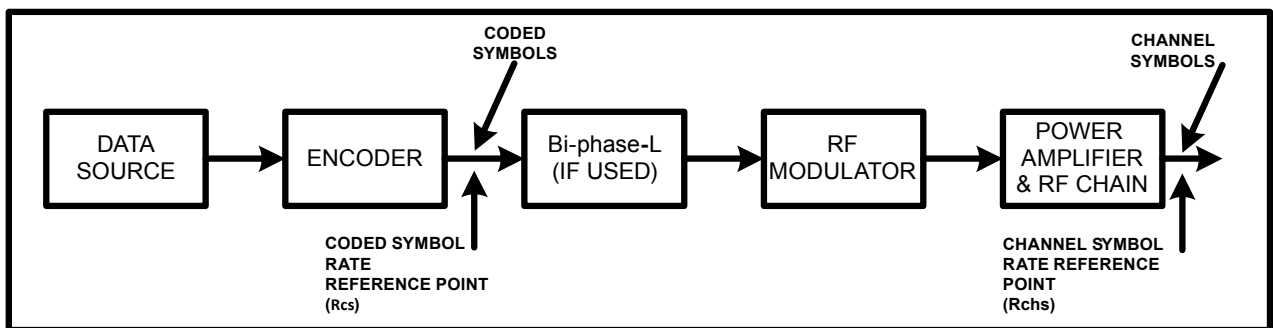 CODED
SYMBOLS
CHANNEL
SYMBOLS
DATA
SOURCE
ENCODER
Bi-phase-L
(IF USED)
RF
MODULATOR
POWER
AMPLIFIER
& RF CHAIN
CODED SYMBOL
RATE
REFERENCE POINT
(Rcs)
CHANNEL SYMBOL
RATE REFERENCE
POINT
(Rchs)